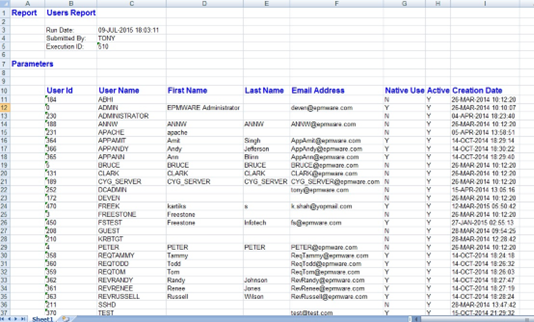 A B C D E F G H I
1 Report Users Report
2
3 Run Date: 09-JUL-2015 18:03:11
4 Submitted By: TONY
5 Execution ID: 510
6
7 Parameters
8
9
10 User Id User Name First Name Last Name Email Address Native Use Active Creation Date
11 184 ABHI N Y 26-MAR-2014 10:12:20
12 0 ADMIN EPMWARE Administrator deven@epmware.com Y Y 26-MAR-2014 10:10:07
13 230 ADMINISTRATOR N Y 04-APR-2014 18:23:40
14 188 ANNW ANNW ANNW ANNW@epmware.com N Y 26-MAR-2014 10:12:20
15 231 APACHE apache N Y 04-APR-2014 13:58:51
16 364 APPAMIT Amit Singh AppAmit@epmware.com Y Y 14-OCT-2014 18:29:14
17 366 APPANDY Andy Jefferson AppAndy@epmware.com Y Y 14-OCT-2014 18:30:22
18 365 APPANN Ann Blinn AppAnn@epmware.com Y Y 14-OCT-2014 18:29:40
19 5 BRUCE BRUCE BRUCE BRUCE@epmware.com N Y 26-MAR-2014 10:12:20
20 131 CLARK CLARK CLARK CLARK@epmware.com N Y 26-MAR-2014 10:12:20
21 189 CYG_SERVER CYG_SERVER CYG_SERVER CYG_SERVER@epmware.com N Y 26-MAR-2014 10:12:20
22 252 DCADMIN tony@epmware.com Y Y 15-APR-2014 13:05:16
23 172 DEVEN N Y 26-MAR-2014 10:12:20
24 470 FREEK kartiks s k.shah@yopmail.com Y Y 12-MAR-2015 05:50:42
25 3 FREESTONE Freestone N Y 26-MAR-2014 10:12:20
26 450 FSTEST Freestone Infotech fs@epmware.com Y Y 27-JAN-2015 02:55:13
27 208 GUEST N Y 28-MAR-2014 09:54:25
28 210 KRBTGT N Y 28-MAR-2014 12:28:42
29 4 PETER PETER PETER PETER@epmware.com N Y 26-MAR-2014 10:12:20
30 358 REQTAMMY Tammy ReqTammy@epmware.com Y Y 14-OCT-2014 18:24:18
31 360 REQTODD Todd ReqTodd@epmware.com Y Y 14-OCT-2014 18:26:32
32 359 REQTOM Tom ReqTom@epmware.com Y Y 14-OCT-2014 18:26:03
33 362 REVRANDY Randy Johnson RevRandy@epmware.com Y Y 14-OCT-2014 18:27:47
34 361 REVRENEE Renee Jones RevRenee@epmware.com Y Y 14-OCT-2014 18:27:19
35 363 REVRUSSELL Russell Wilson RevRussell@epmware.com Y Y 14-OCT-2014 18:28:24
36 211 SSHD N Y 28-MAR-2014 13:47:42
37 370 TEST test@test.com Y Y 15-OCT-2014 21:29:32
Sheet1